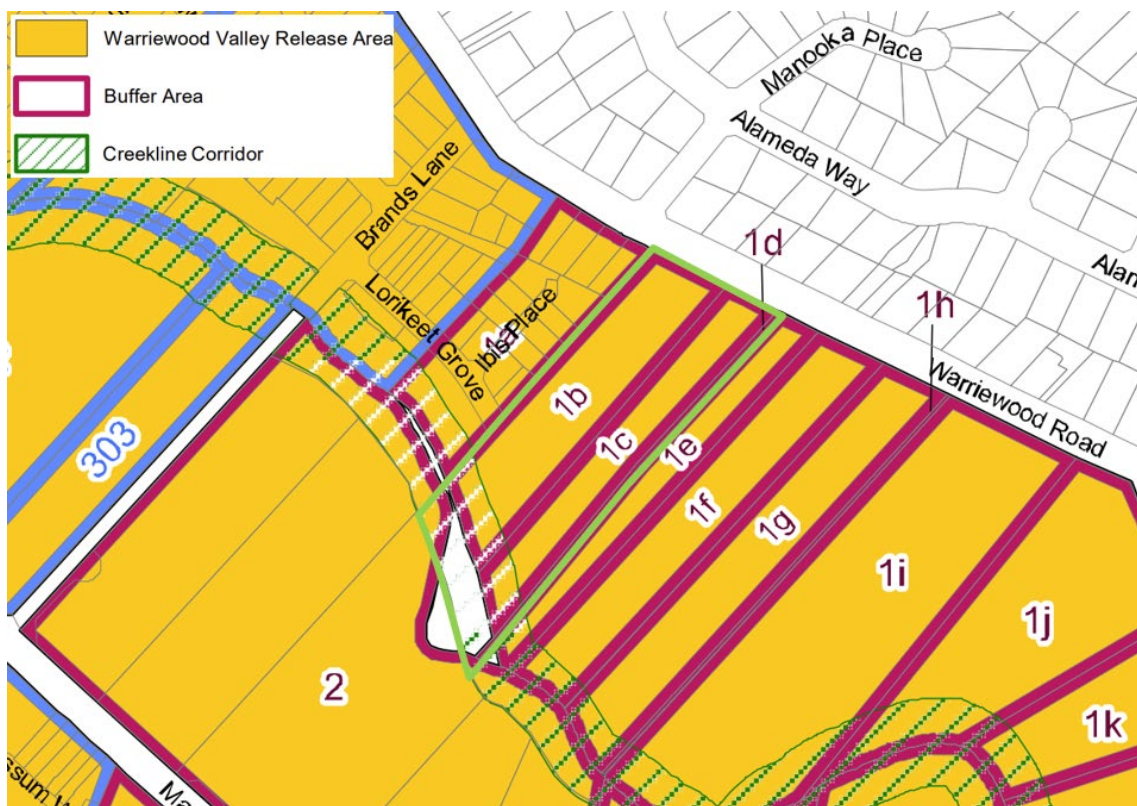 Warriewood Valley Release Area
Buffer Area
Creekline Corridor
Manooka Place
Alameda Way
Brands Lane
1d
1h
Lorikeet Grove
1a
Ibis Place
Warriewood Road
1b
1c
1e
303
1f
1g
1i
1j
2
1k